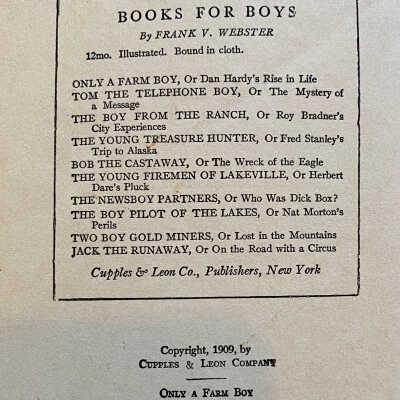 BOOKS FOR BOYS
By FRANK V. WEBSTER
12mo. Illustrated. Bound in cloth.
ONLY A FARM BOY, Or Dan Hardy's Rise in Life
TOM THE TELEPHONE BOY, Or The Mystery of
a Message
THE BOY FROM THE RANCH, Or Roy Bradner's
City Experiences
THE YOUNG TREASURE HUNTER, Or Fred Stanley's
Trip to Alaska
BOB THE CASTAWAY, Or The Wreck of the Eagle
THE YOUNG FIREMEN OF LAKEVILLE, Or Herbert
Dare's Pluck
THE NEWSBOY PARTNERS, Or Who Was Dick Box?
THE BOY PILOT OF THE LAKES, Or Nat Morton's
Perils
TWO BOY GOLD MINERS, Or Lost in the Mountains
JACK THE RUNAWAY, Or On the Road with a Circus
Cupples & Leon Co., Publishers, New York
Copyright, 1909, by
CUPPLES & LEON COMPANY
ONLY A FARM BOY